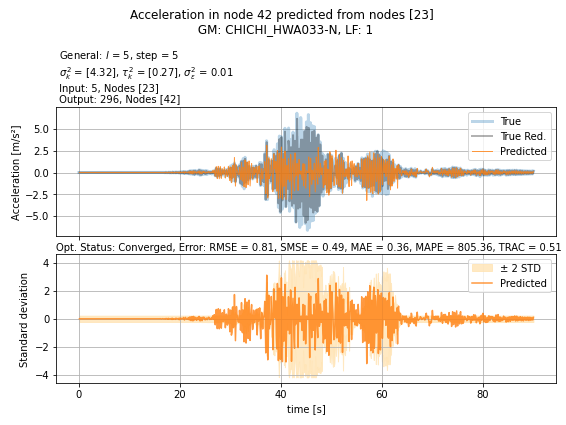 Acceleration in node 42 predicted from nodes [23]
GM: CHICHI_HWA033-N, LF: 1
General: l = 5, step = 5
σ²ₖ = [4.32], τ²ₖ = [0.27], σ²ε = 0.01
Input: 5, Nodes [23]
Output: 296, Nodes [42]
Acceleration [m/s²]
5.0
2.5
0.0
−2.5
−5.0
True
True Red.
Predicted
Opt. Status: Converged, Error: RMSE = 0.81, SMSE = 0.49, MAE = 0.36, MAPE = 805.36, TRAC = 0.51
Standard deviation
4
2
0
−2
−4
± 2 STD
Predicted
0 20 40 60 80
time [s]